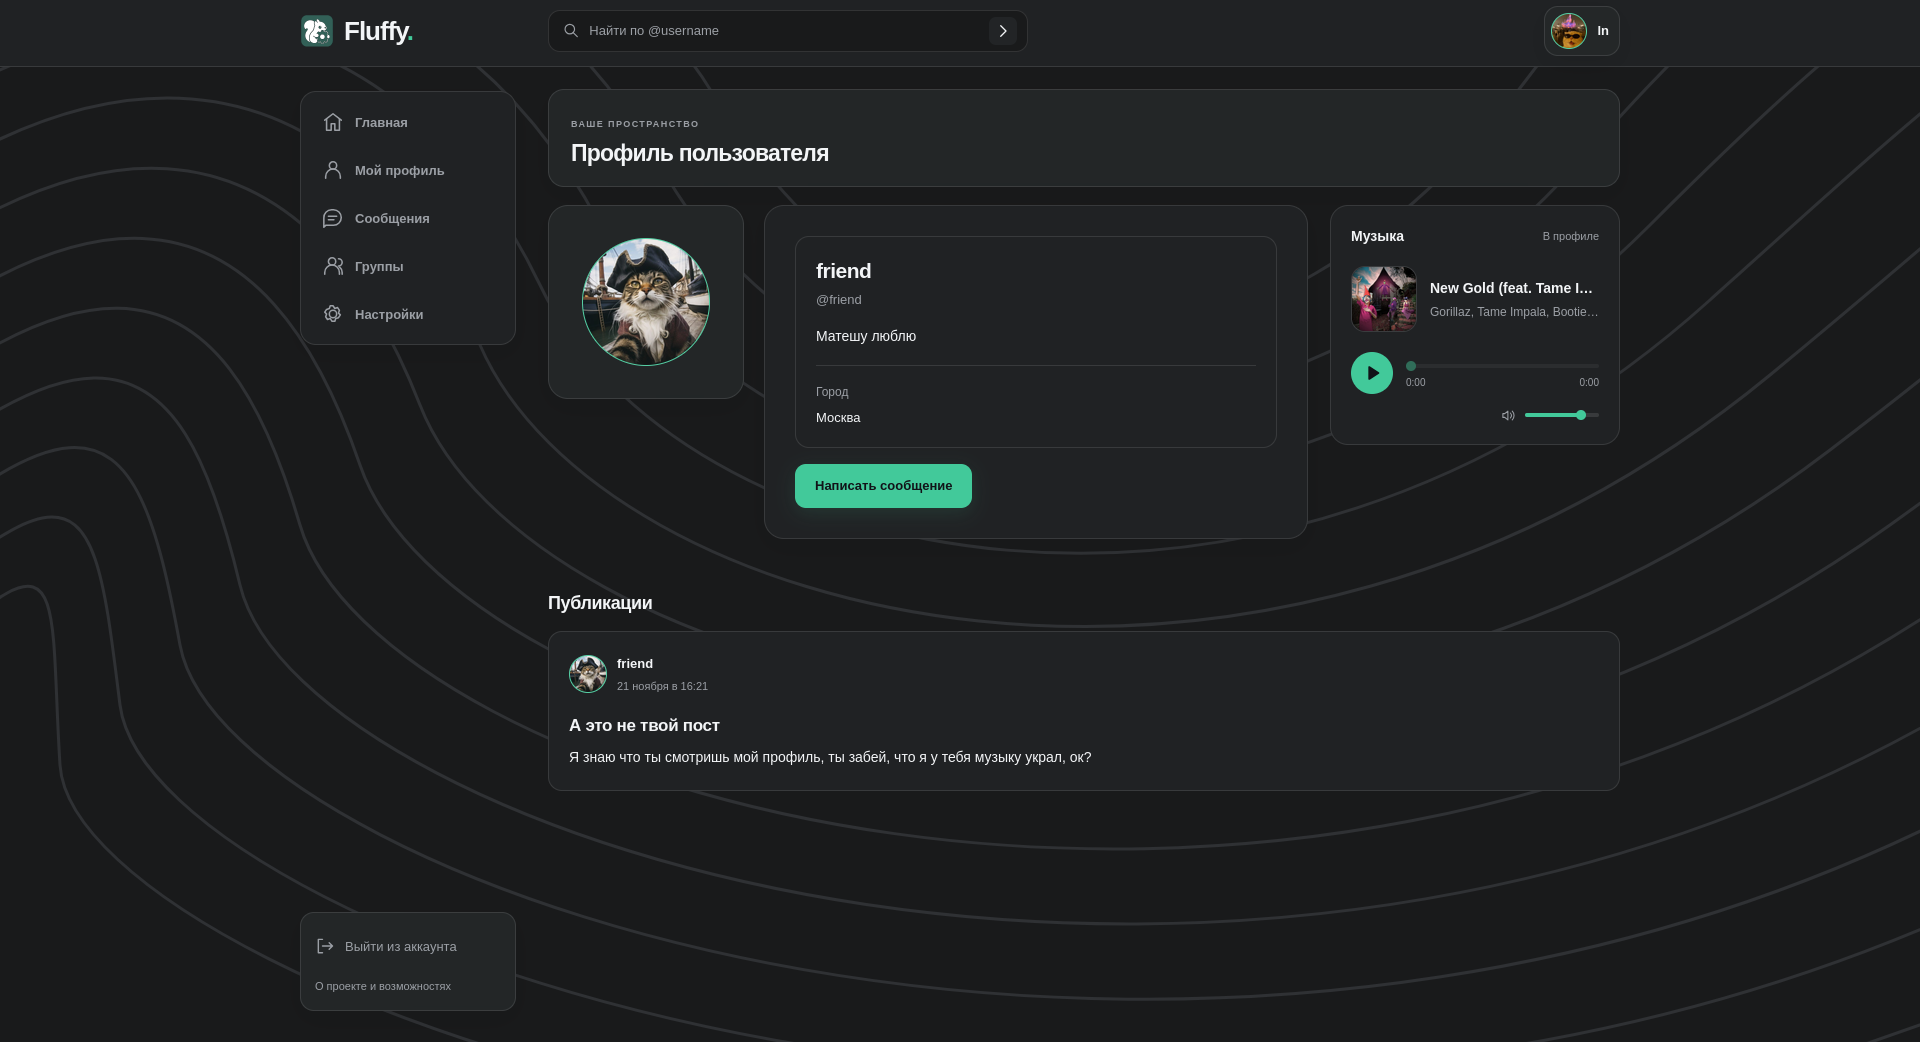 Fluffy.
Найти по @username
In
Главная
Мой профиль
Сообщения
Группы
Настройки
ВАШЕ ПРОСТРАНСТВО
Профиль пользователя
friend
@friend
Матешу люблю
Город
Москва
Написать сообщение
Музыка
В профиле
New Gold (feat. Tame I...
Gorillaz, Tame Impala, Bootie...
0:00
0:00
Публикации
friend
21 ноября в 16:21
А это не твой пост
Я знаю что ты смотришь мой профиль, ты забей, что я у тебя музыку украл, ок?
Выйти из аккаунта
О проекте и возможностях